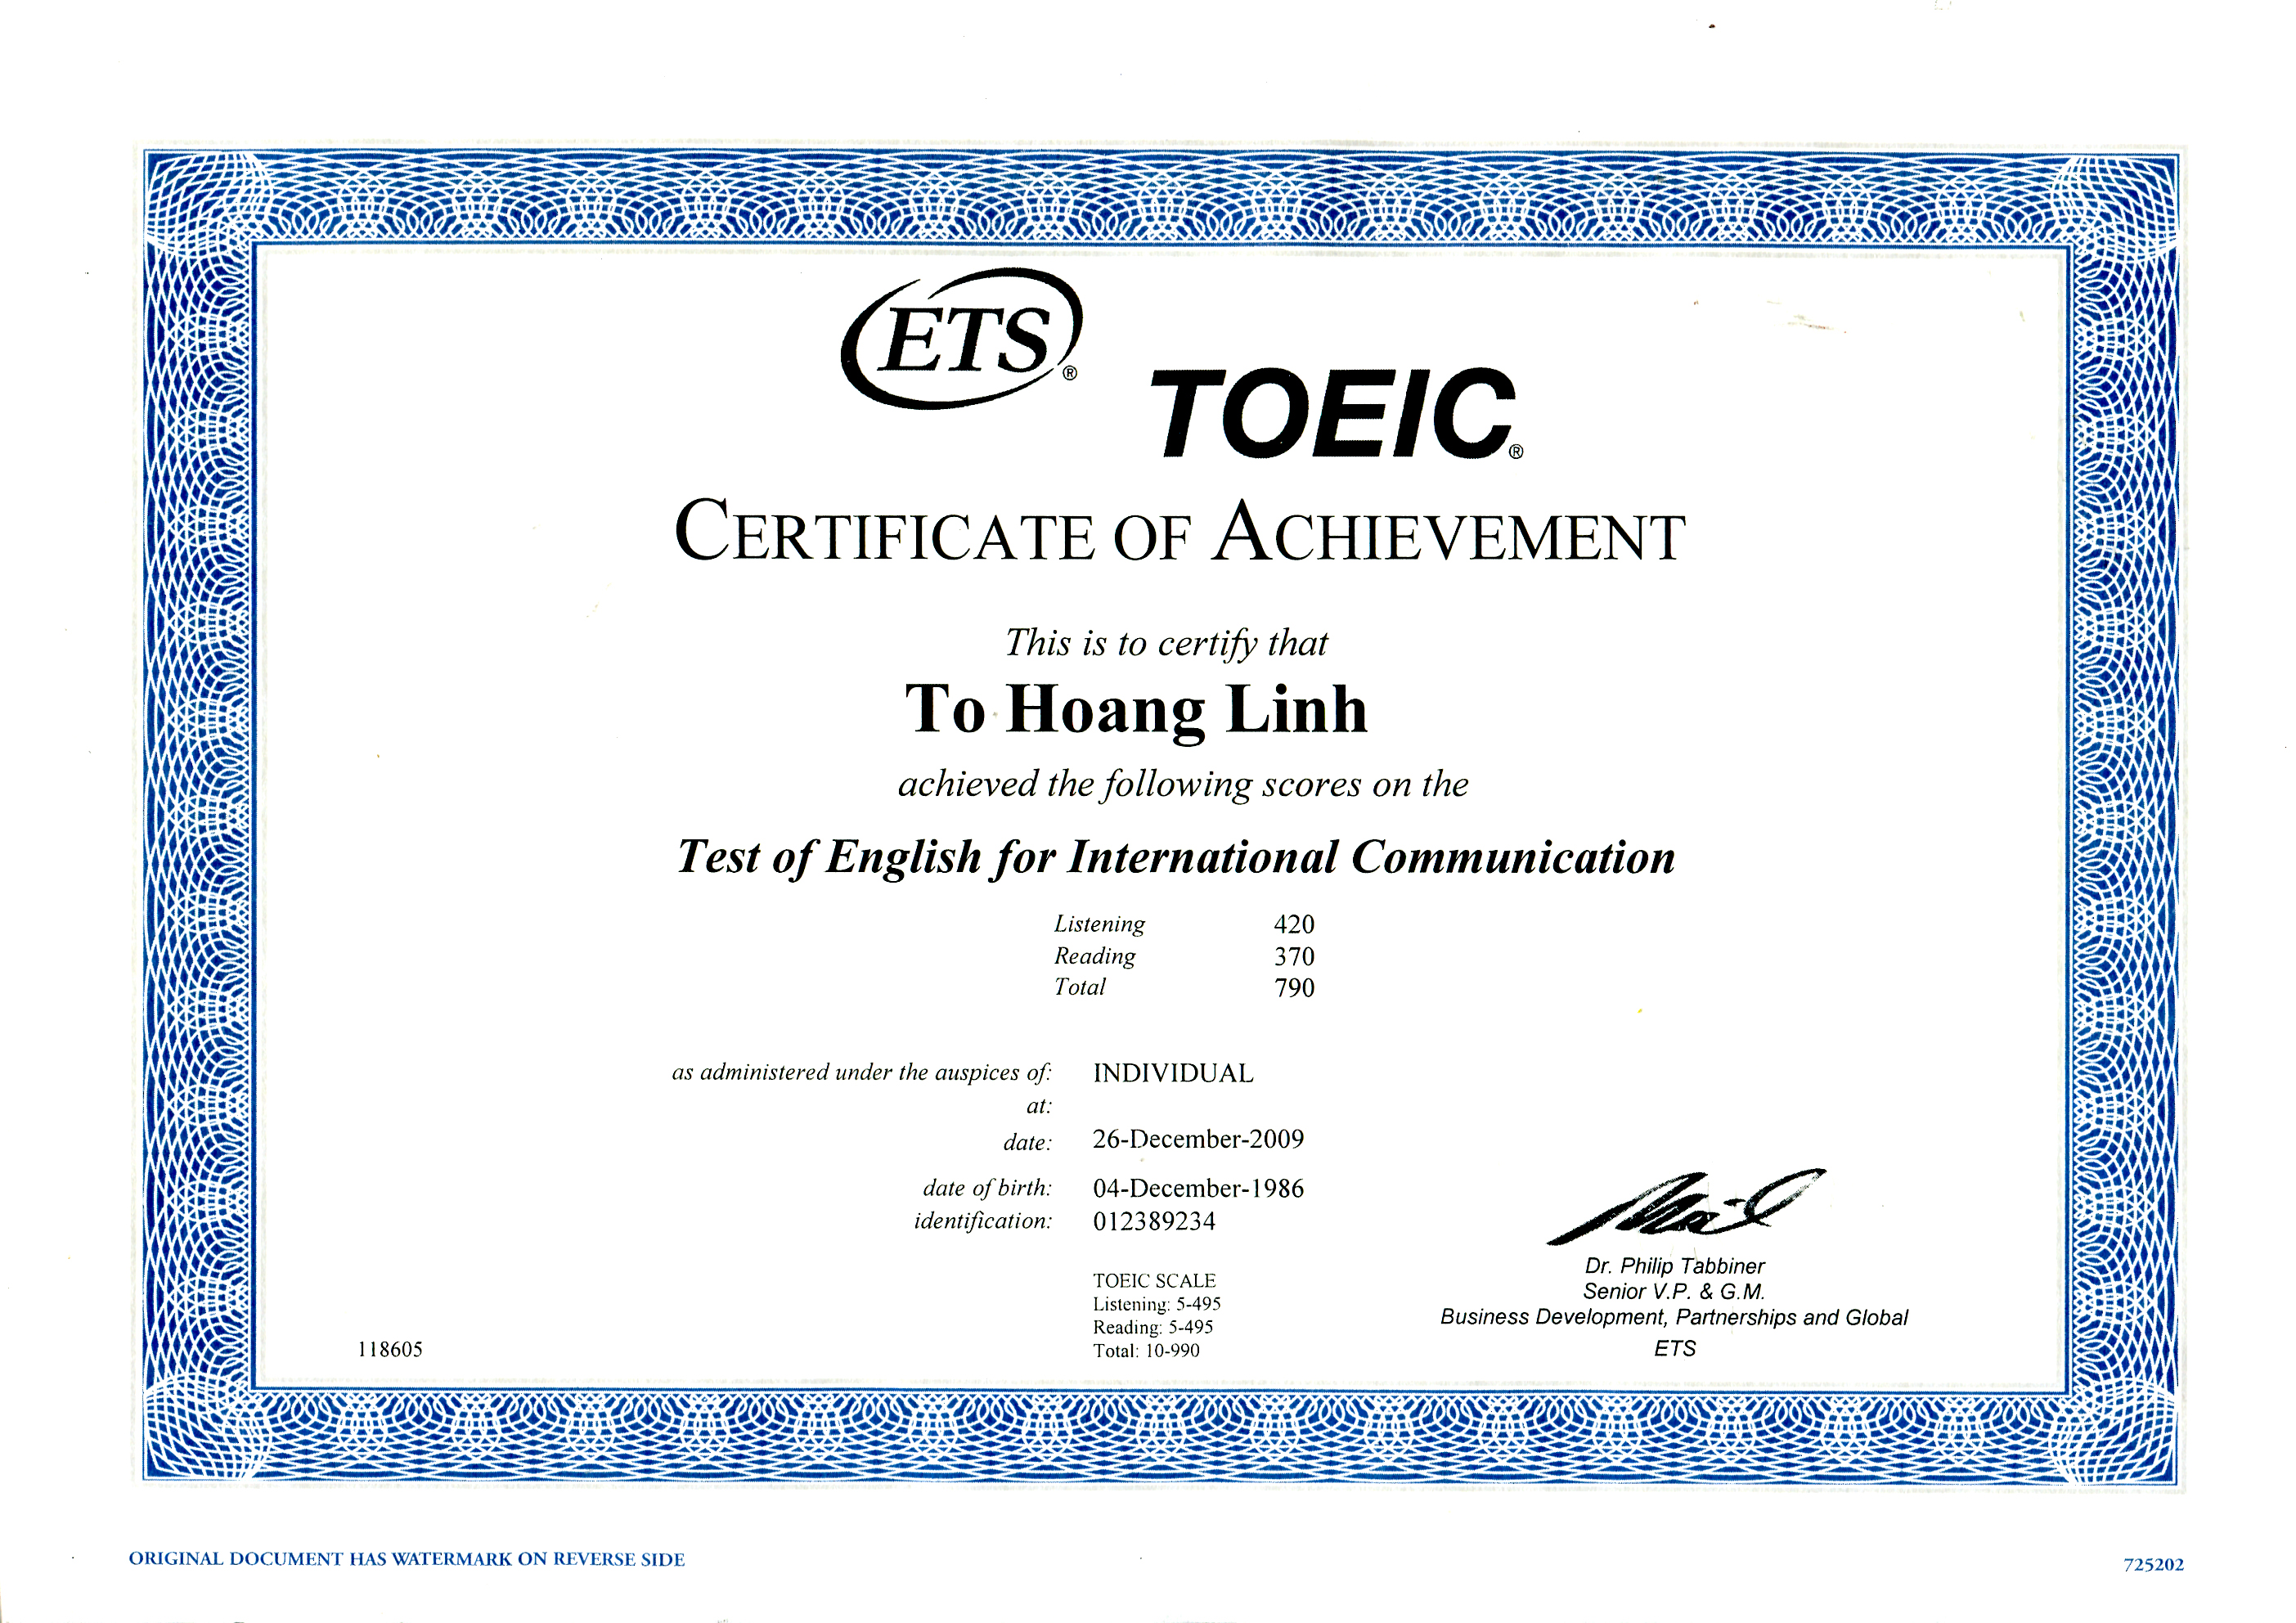 ETS®
TOEIC®
CERTIFICATE OF ACHIEVEMENT
This is to certify that
To Hoang Linh
achieved the following scores on the
Test of English for International Communication
Listening 420
Reading 370
Total 790
as administered under the auspices of: INDIVIDUAL
at:
date: 26-December-2009
date of birth: 04-December-1986
identification: 012389234
TOEIC SCALE
Listening: 5-495
Reading: 5-495
Total: 10-990
118605
Dr. Philip Tabbiner
Senior V.P. & G.M.
Business Development, Partnerships and Global
ETS
ORIGINAL DOCUMENT HAS WATERMARK ON REVERSE SIDE
725202